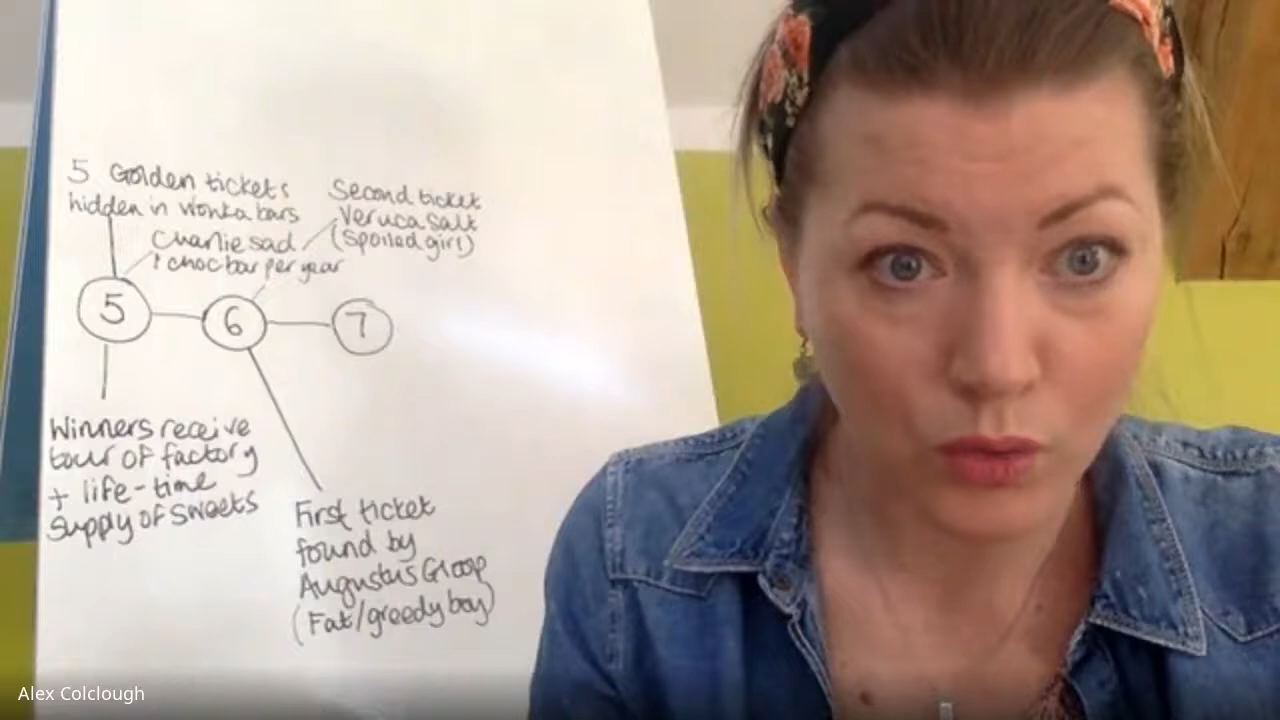 5 Golden tickets
hidden in Wonka bars
Charlie sad
1 choc bar per year
Second ticket
Veruca Salt
(Spoiled girl)
5
6
7
Winners receive
tour of factory
+ life-time
supply of sweets
First ticket
found by
Augustus Gloop
(Fat/greedy boy)
Alex Colclough